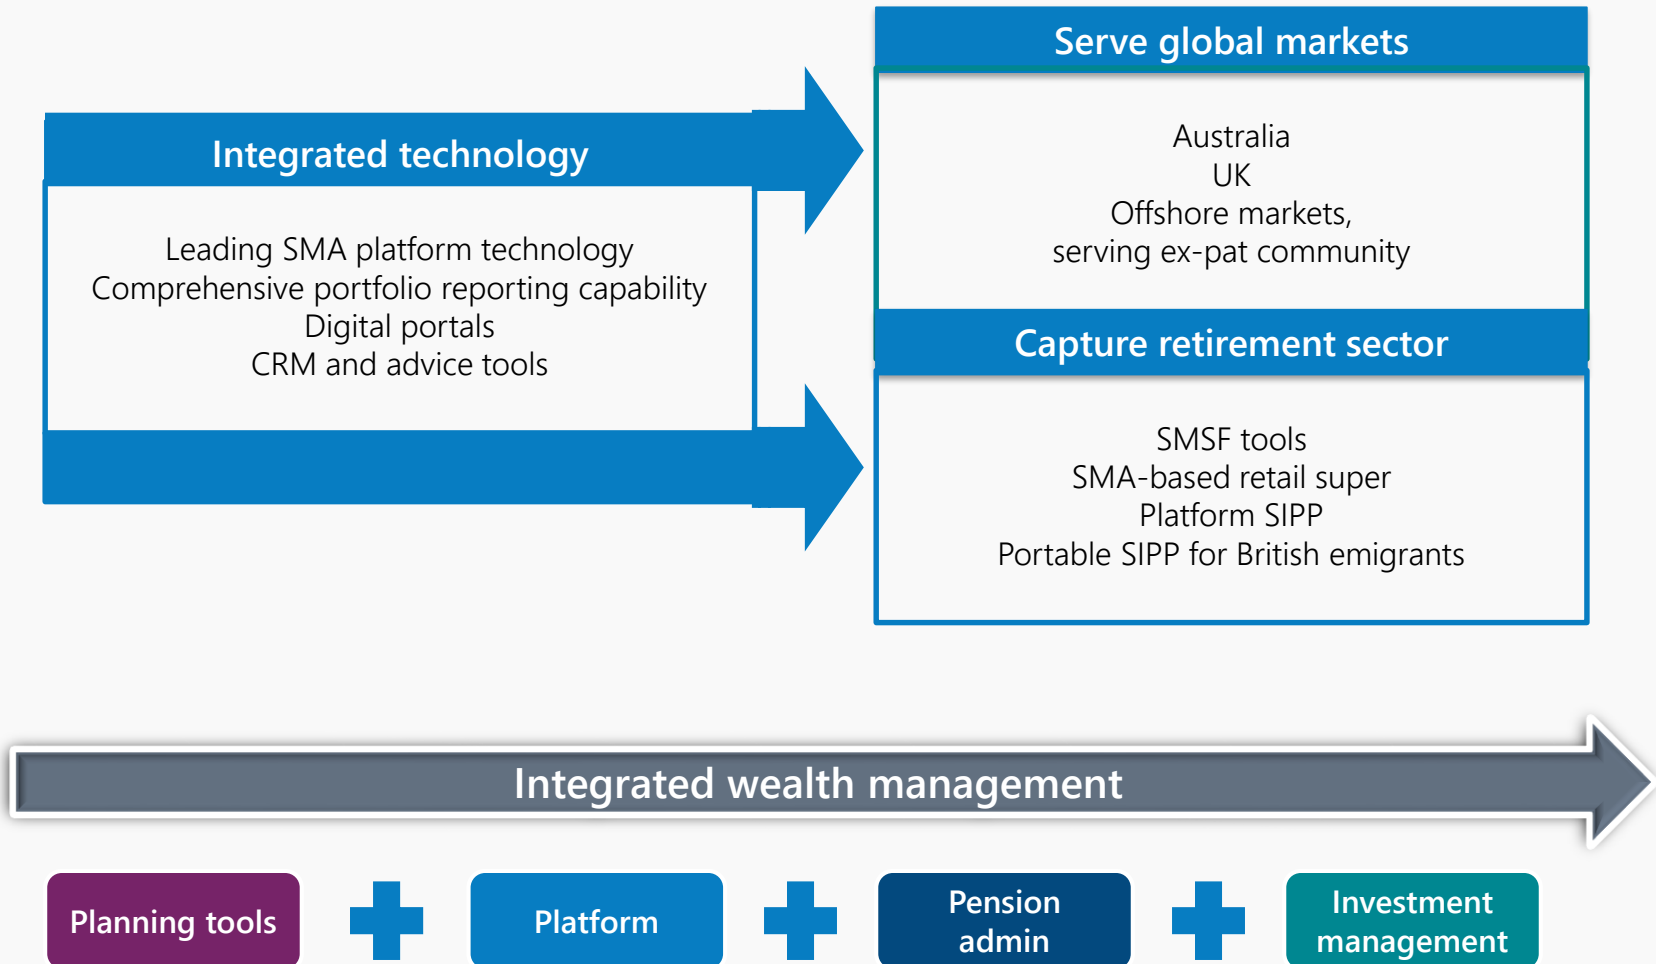 Integrated technology
Leading SMA platform technology
Comprehensive portfolio reporting capability
Digital portals
CRM and advice tools
Serve global markets
Australia
UK
Offshore markets,
serving ex-pat community
Capture retirement sector
SMSF tools
SMA-based retail super
Platform SIPP
Portable SIPP for British emigrants
Integrated wealth management
Planning tools
Platform
Pension
admin
Investment
management